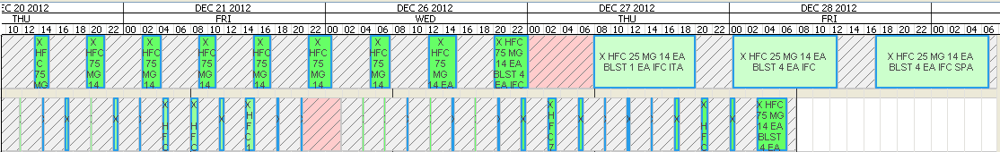 EC 20 2012 DEC 21 2012 DEC 26 2012 DEC 27 2012 DEC 28 2012
THU FRI WED THU FRI
10 12 14 16 18 20 22 00 02 04 06 08 10 12 14 16 18 20 22 00 02 04 06 08 10 12 14 16 18 20 22 00 02 04 06 08 10 12 14 16 18 20 22 00 02 04 06 08 10 12 14 16 18 20 22 00 02 04 06
X
HF
C
75
MG
X
HFC
75
MG
14
X
HFC
75
MG
14
X
HFC
75
MG
14
X
HFC
75
MG
14
X
HFC
75
MG
14
X
HFC
75
MG
14
X HFC
75
MG
14 EA
X HFC
75 MG
14 EA
BLST 4
EA IFC
X HFC 25 MG 14 EA
BLST 1 EA IFC ITA
X HFC 25 MG 14 EA
BLST 4 EA IFC
X HFC 25 MG 14 EA
BLST 4 EA IFC SPA
X
X
X
H
F
C
X
H
F
C
X
H
F
C
1
X
X
H
F
C
7
X
X
X
X
H
F
C
X
X HFC
75 MG
14 EA
BLST
4 EA